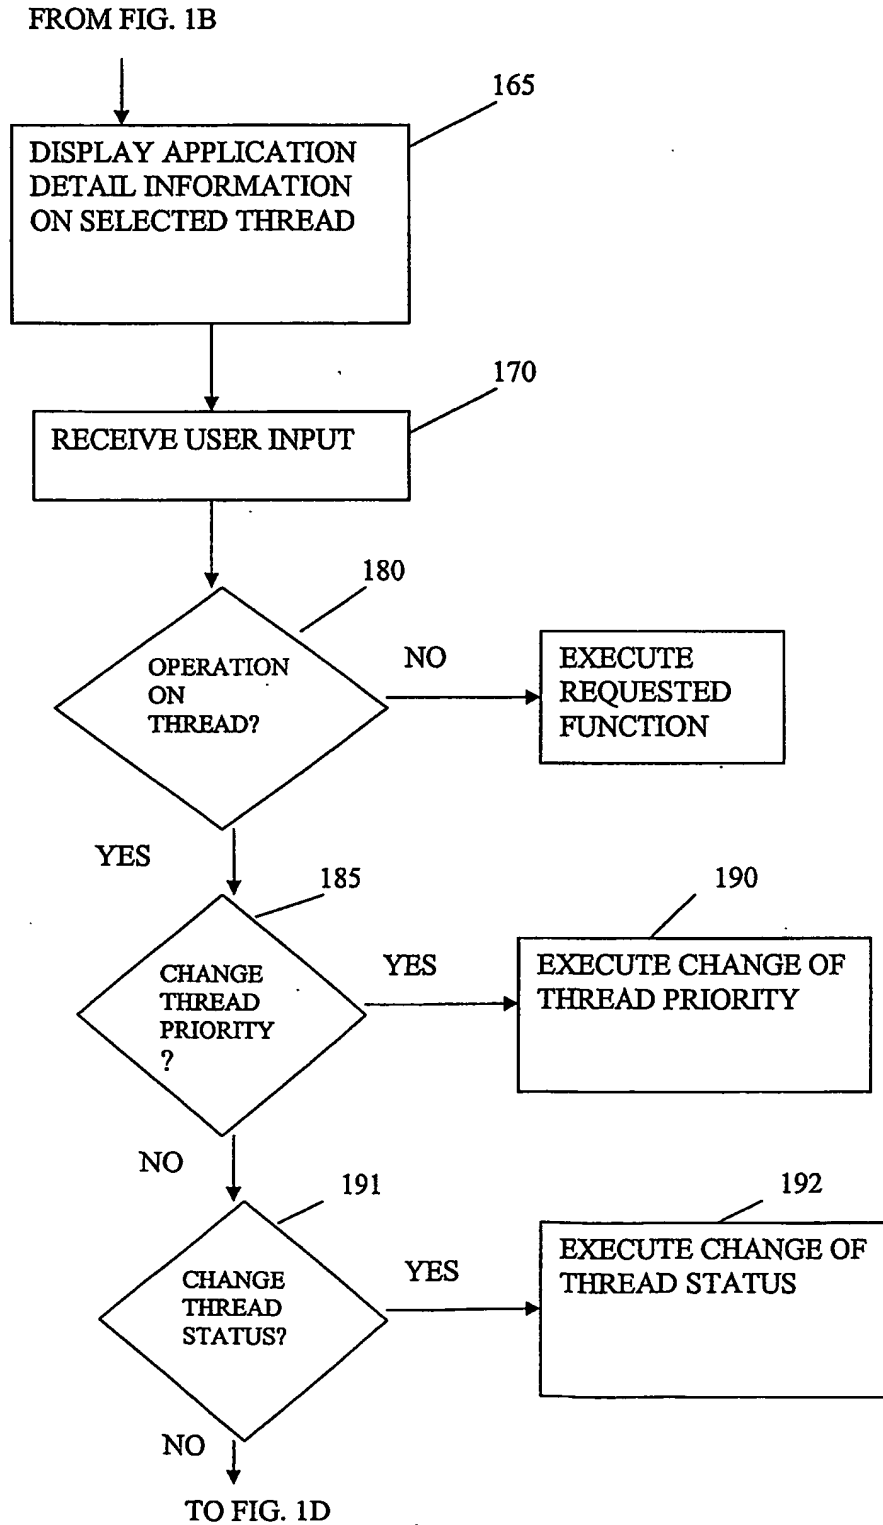 FROM FIG. 1B
165
DISPLAY APPLICATION
DETAIL INFORMATION
ON SELECTED THREAD
170
RECEIVE USER INPUT
180
OPERATION
ON
THREAD?
NO
EXECUTE
REQUESTED
FUNCTION
YES
185
190
CHANGE
THREAD
PRIORITY
?
YES
EXECUTE CHANGE OF
THREAD PRIORITY
NO
191
192
CHANGE
THREAD
STATUS?
YES
EXECUTE CHANGE OF
THREAD STATUS
NO
TO FIG. 1D